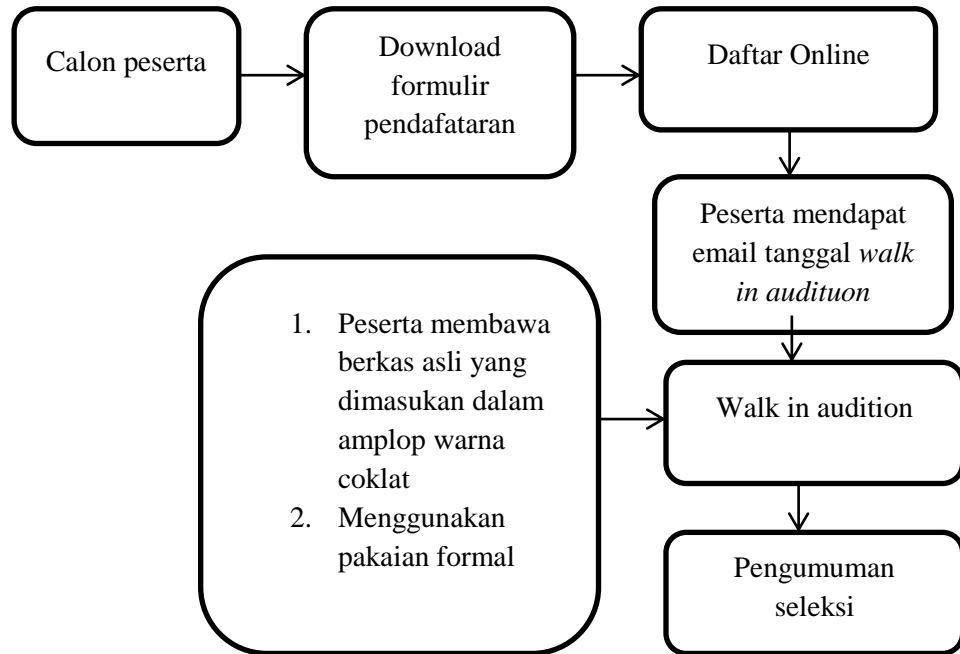 Calon peserta
Download
formulir
pendafataran
Daftar Online
Peserta mendapat
email tanggal walk
in audituon
1. Peserta membawa
berkas asli yang
dimasukan dalam
amplop warna
coklat
2. Menggunakan
pakaian formal
Walk in audition
Pengumuman
seleksi